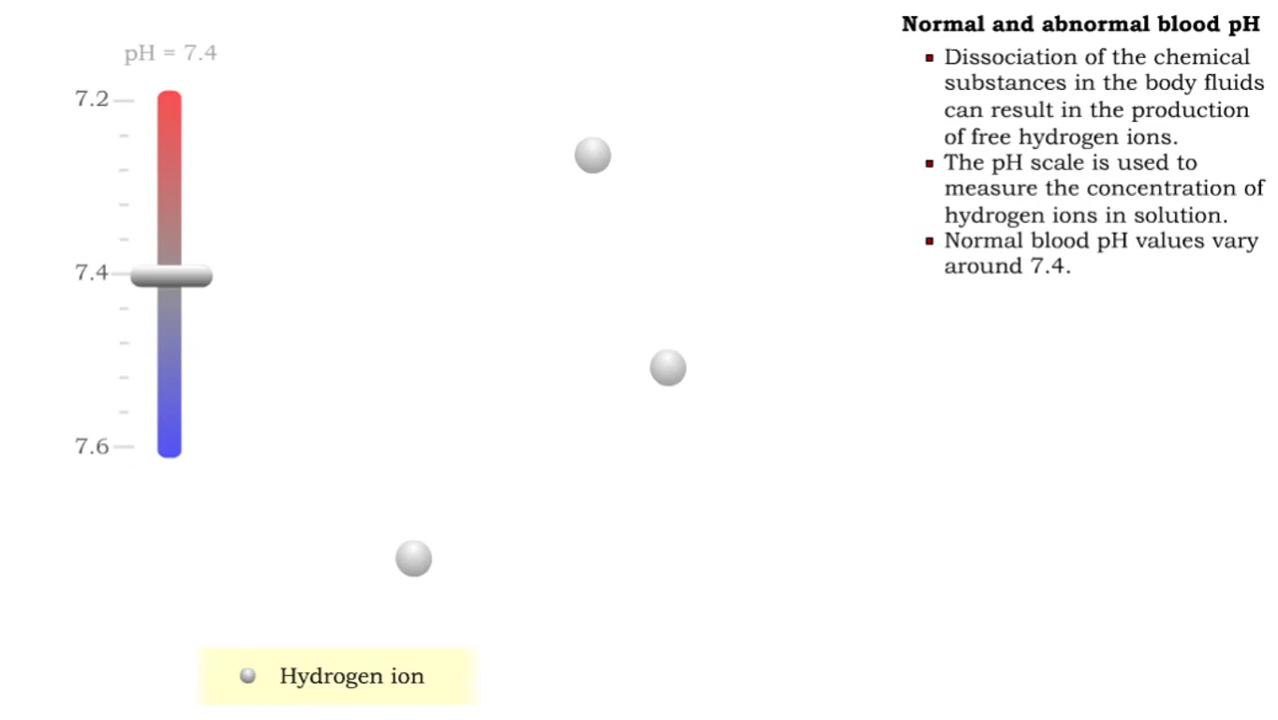 pH = 7.4
7.2
7.4
7.6
Hydrogen ion
Normal and abnormal blood pH
Dissociation of the chemical
substances in the body fluids
can result in the production
of free hydrogen ions.
The pH scale is used to
measure the concentration of
hydrogen ions in solution.
Normal blood pH values vary
around 7.4.